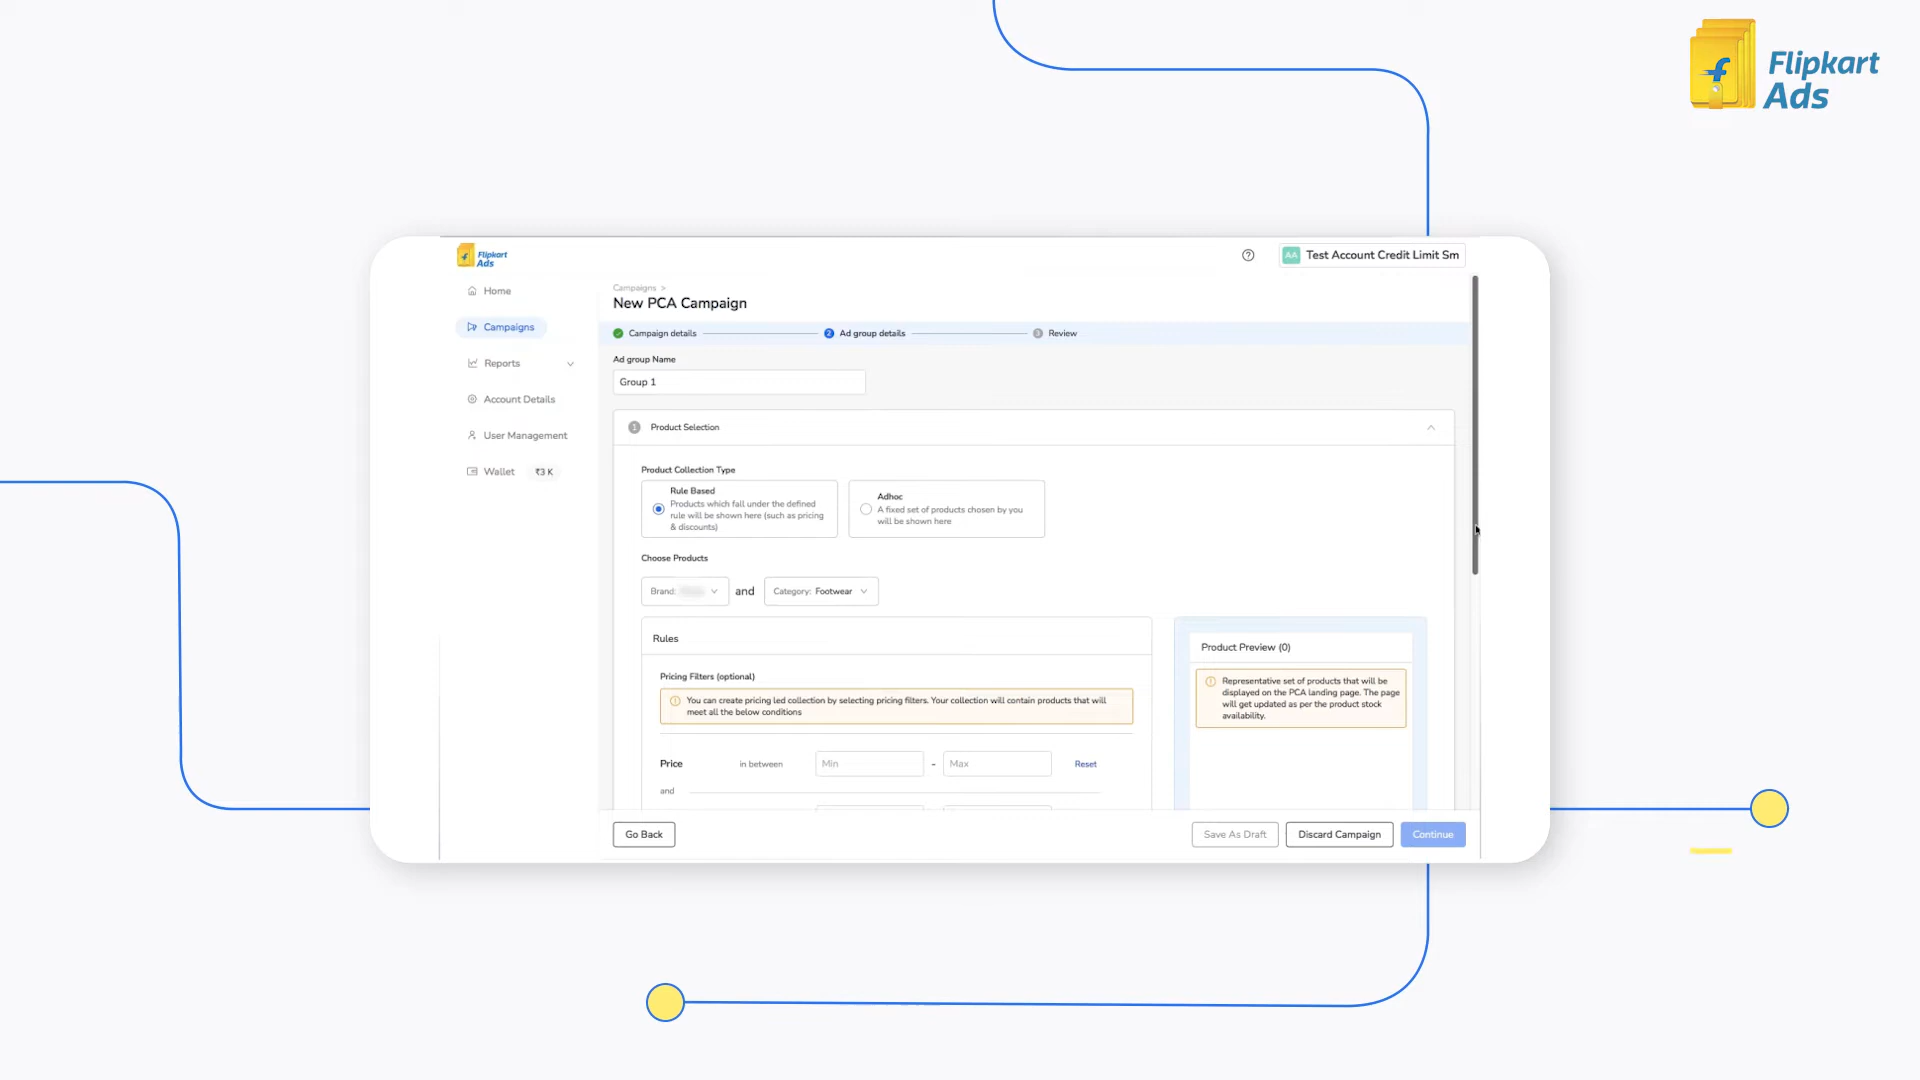 Flipkart
Ads
Flipkart
Ads
AA Test Account Credit Limit Sm
Home
Campaigns
Reports
Account Details
User Management
Wallet ₹3 K
Campaigns >
New PCA Campaign
Campaign details 2 Ad group details 3 Review
Ad group Name
Group 1
1 Product Selection
Product Collection Type
Rule Based
Products which fall under the defined
rule will be shown here (such as pricing
& discounts)
Adhoc
A fixed set of products chosen by you
will be shown here
Choose Products
Brand: and Category: Footwear
Rules
Pricing Filters (optional)
You can create pricing led collection by selecting pricing filters. Your collection will contain products that will
meet all the below conditions
Price in between Min - Max Reset
and
Product Preview (0)
Representative set of products that will be
displayed on the PCA landing page. The page
will get updated as per the product stock
availability.
Go Back Save As Draft Discard Campaign Continue